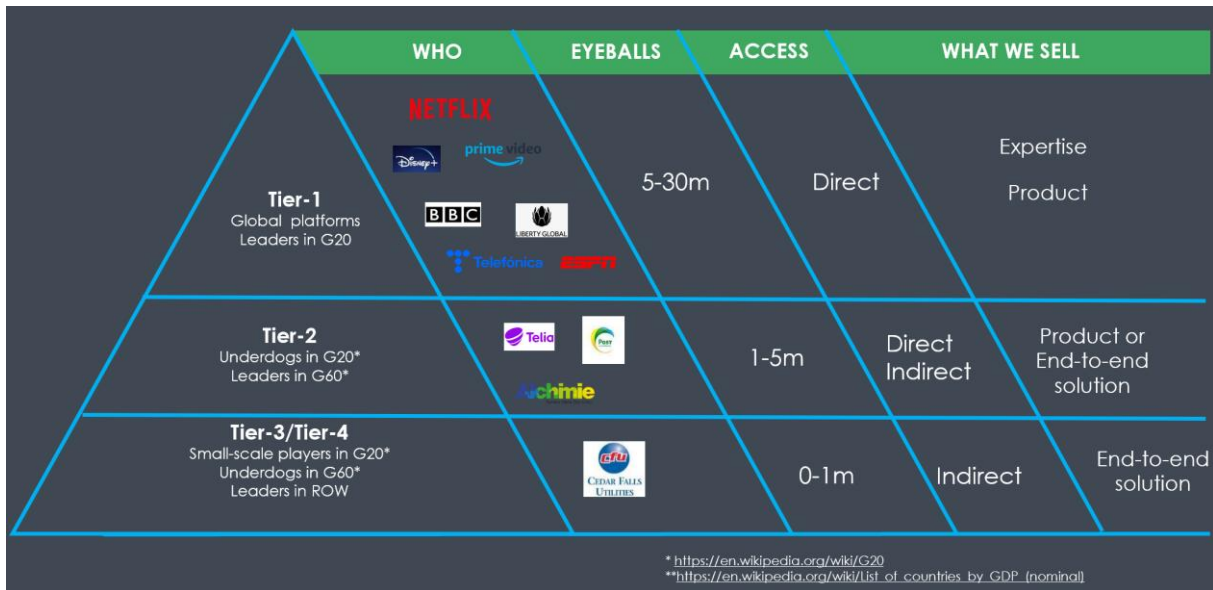 WHO
EYEBALLS
ACCESS
WHAT WE SELL
Tier-1
Global platforms
Leaders in G20
NETFLIX
Disney+
prime video
BBC
LIBERTY GLOBAL
Telefónica
ESPN
5-30m
Direct
Expertise
Product
Tier-2
Underdogs in G20*
Leaders in G60*
Telia
Post
Alchimie
1-5m
Direct
Indirect
Product or
End-to-end
solution
Tier-3/Tier-4
Small-scale players in G20*
Underdogs in G60*
Leaders in ROW
cfu
CEDAR FALLS
UTILITIES
0-1m
Indirect
End-to-end
solution
* https://en.wikipedia.org/wiki/G20
**https://en.wikipedia.org/wiki/List_of_countries_by_GDP_(nominal)